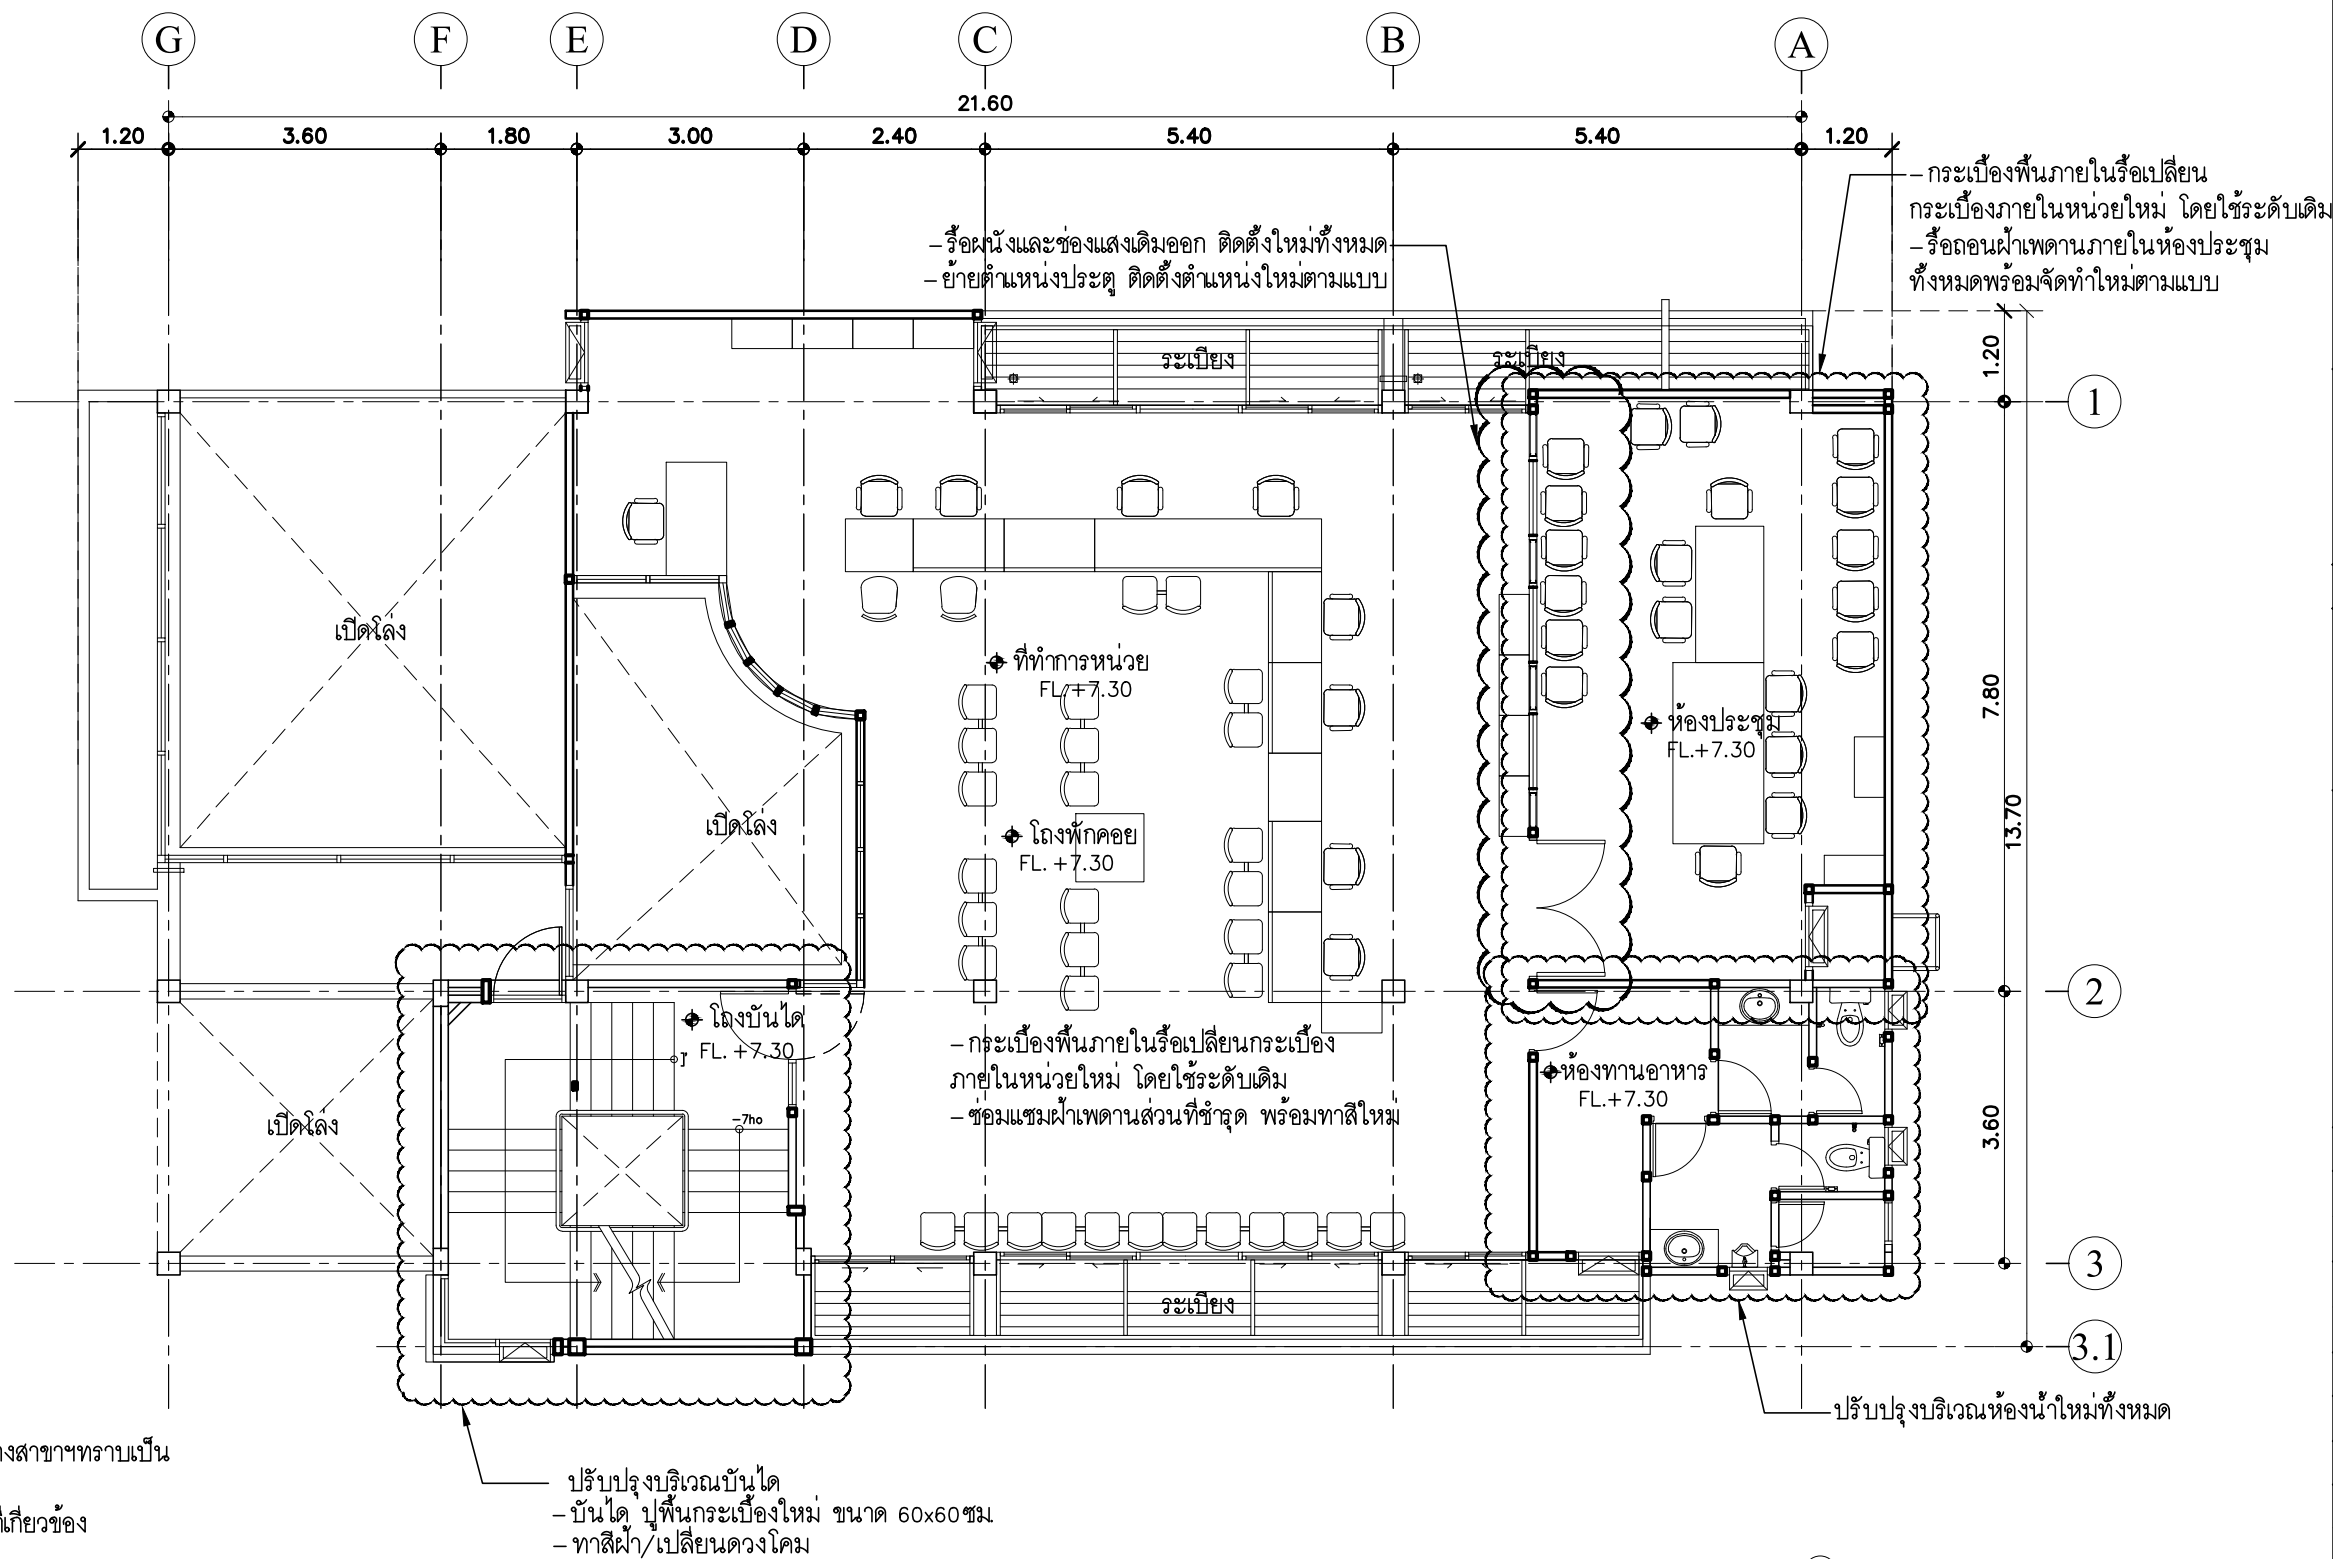 G F E D C B A
21.60
1.20 3.60 1.80 3.00 2.40 5.40 5.40 1.20
-กระเบื้องพื้นภายในรื้อเปลี่ยน
กระเบื้องภายในหน่วยใหม่ โดยใช้ระดับเดิม
-รื้อถอนฝ้าเพดานภายในห้องประชุม
ทั้งหมดพร้อมจัดทำใหม่ตามแบบ
-รื้อผนังและช่องแสงเดิมออก ติดตั้งใหม่ทั้งหมด
-ย้ายตำแหน่งประตู ติดตั้งตำแหน่งใหม่ตามแบบ
1.20
ระเบียง
ระเบียง
1
เปิดโล่ง
ที่ทำการหน่วย
FL.+7.30
7.80
ห้องประชุม
FL.+7.30
เปิดโล่ง
โถงพักคอย
FL.+7.30
13.70
2
โถงบันได
FL.+7.30
-กระเบื้องพื้นภายในรื้อเปลี่ยนกระเบื้อง
ภายในหน่วยใหม่ โดยใช้ระดับเดิม
-ซ่อมแซมฝ้าเพดานส่วนที่ชำรุด พร้อมทาสีใหม่
ห้องทานอาหาร
FL.+7.30
3.60
เปิดโล่ง
-7ho
3
ระเบียง
3.1
ปรับปรุงบริเวณห้องน้ำใหม่ทั้งหมด
างสาขาฯทราบเป็น
ที่เกี่ยวข้อง
ปรับปรุงบริเวณบันได
-บันได ปูพื้นกระเบื้องใหม่ ขนาด 60x60ซม.
-ทาสีฝ้า/เปลี่ยนดวงโคม